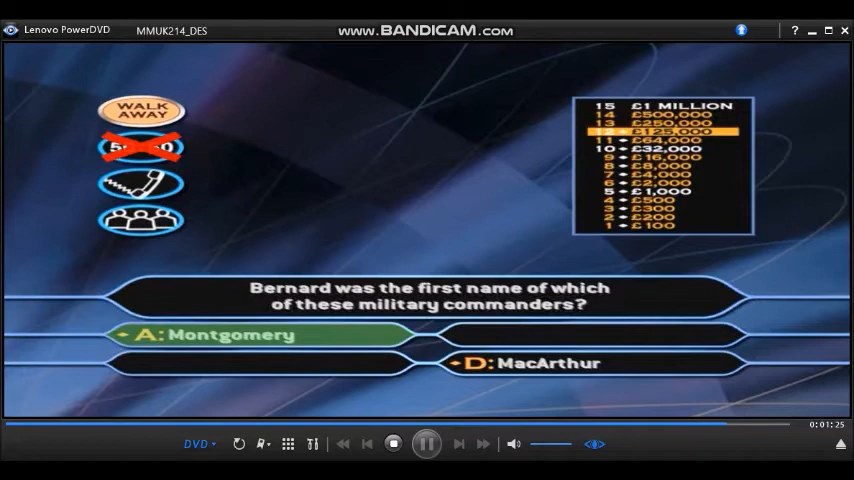 Lenovo PowerDVD
MMUK214_DES
www.BANDICAM.com
?
WALK AWAY
15 £1 MILLION
14 £500,000
13 £250,000
12 £125,000
11 £64,000
10 £32,000
9 £16,000
8 £8,000
7 £4,000
6 £2,000
5 £1,000
4 £500
3 £300
2 £200
1 £100
Bernard was the first name of which
of these military commanders?
A: Montgomery
D: MacArthur
DVD
0:01:25